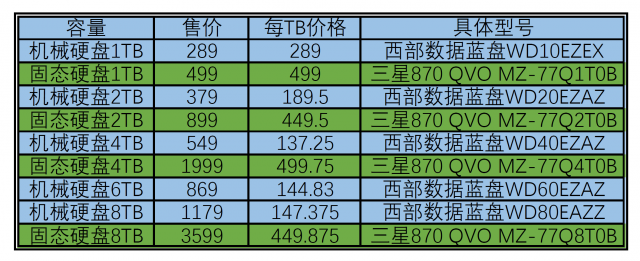 容量 售价 每TB价格 具体型号
机械硬盘1TB 289 289 西部数据蓝盘WD10EZEX
固态硬盘1TB 499 499 三星870 QVO MZ-77Q1T0B
机械硬盘2TB 379 189.5 西部数据蓝盘WD20EZAZ
固态硬盘2TB 899 449.5 三星870 QVO MZ-77Q2T0B
机械硬盘4TB 549 137.25 西部数据蓝盘WD40EZAZ
固态硬盘4TB 1999 499.75 三星870 QVO MZ-77Q4T0B
机械硬盘6TB 869 144.83 西部数据蓝盘WD60EZAZ
机械硬盘8TB 1179 147.375 西部数据蓝盘WD80EAZZ
固态硬盘8TB 3599 449.875 三星870 QVO MZ-77Q8T0B